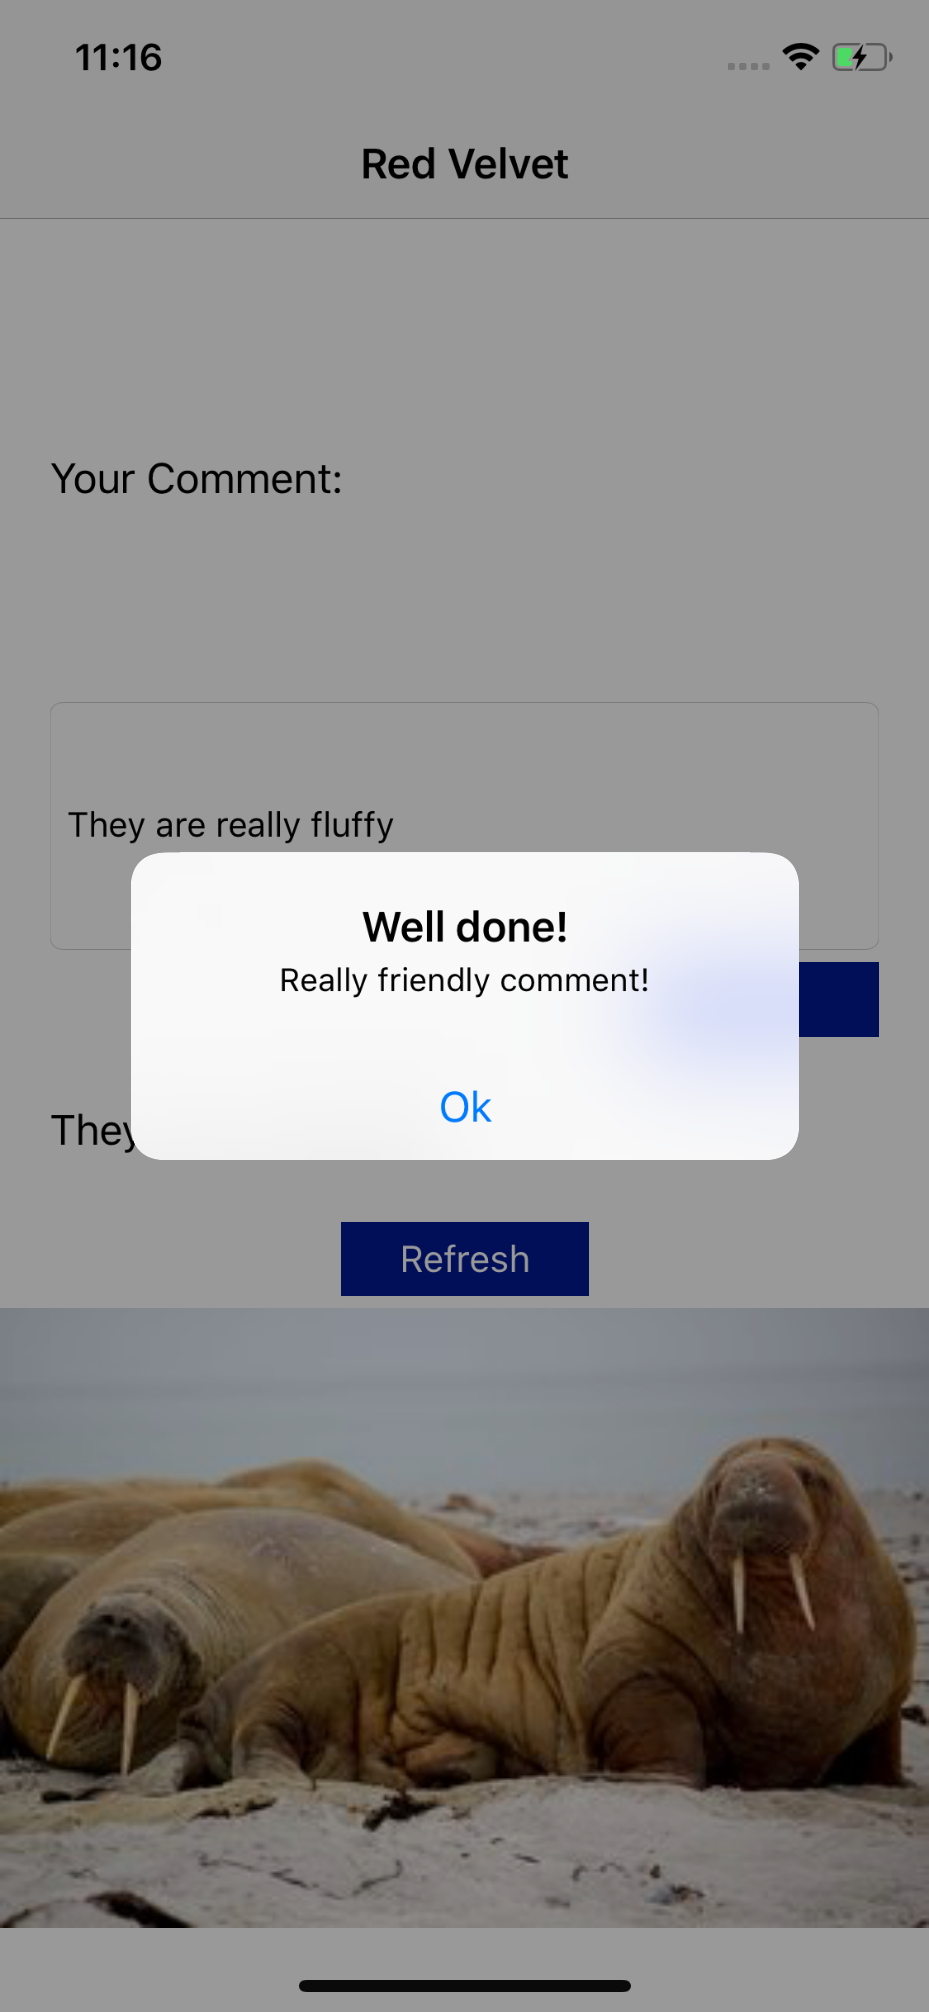 11:16
Red Velvet
Your Comment:
They are really fluffy
Well done!
Really friendly comment!
Ok
They
Refresh